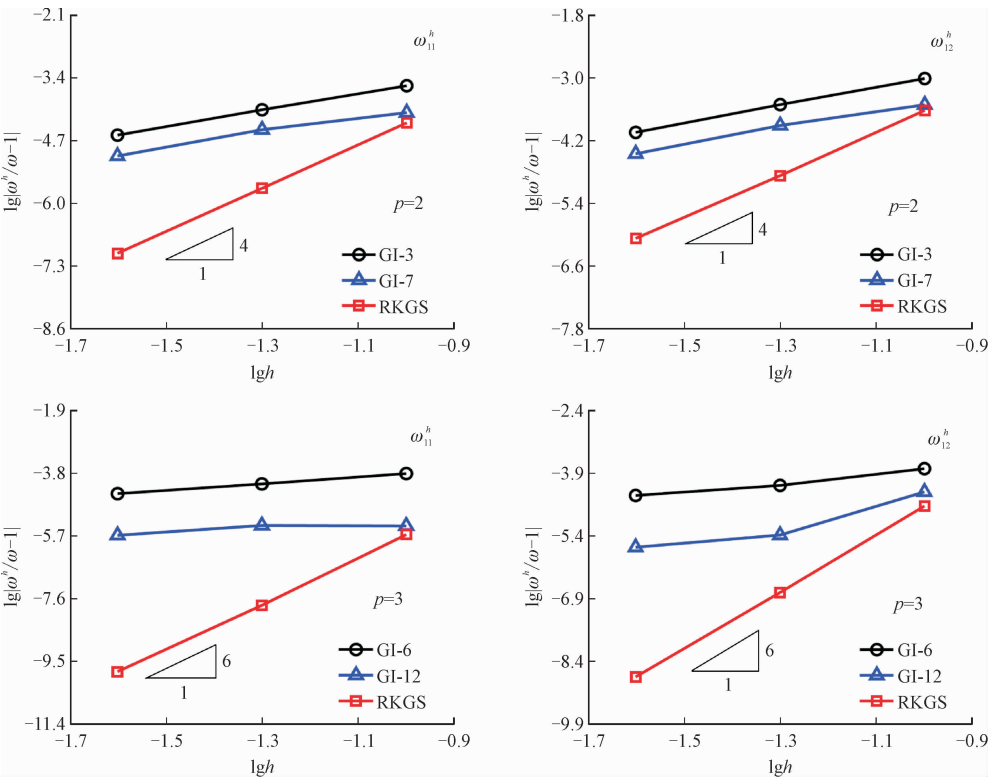 −2.1
−3.4
−4.7
−6.0
−7.3
−8.6
lg|ωʰ/ω−1|
ω₁₁ʰ
p=2
4
1
GI-3
GI-7
RKGS
−1.7
−1.5
−1.3
−1.1
−0.9
lgh
−1.8
−3.0
−4.2
−5.4
−6.6
−7.8
lg|ωʰ/ω−1|
ω₁₂ʰ
p=2
4
1
GI-3
GI-7
RKGS
−1.7
−1.5
−1.3
−1.1
−0.9
lgh
−1.9
−3.8
−5.7
−7.6
−9.5
−11.4
lg|ωʰ/ω−1|
ω₁₁ʰ
p=3
6
1
GI-6
GI-12
RKGS
−1.7
−1.5
−1.3
−1.1
−0.9
lgh
−2.4
−3.9
−5.4
−6.9
−8.4
−9.9
lg|ωʰ/ω−1|
ω₁₂ʰ
p=3
6
1
GI-6
GI-12
RKGS
−1.7
−1.5
−1.3
−1.1
−0.9
lgh